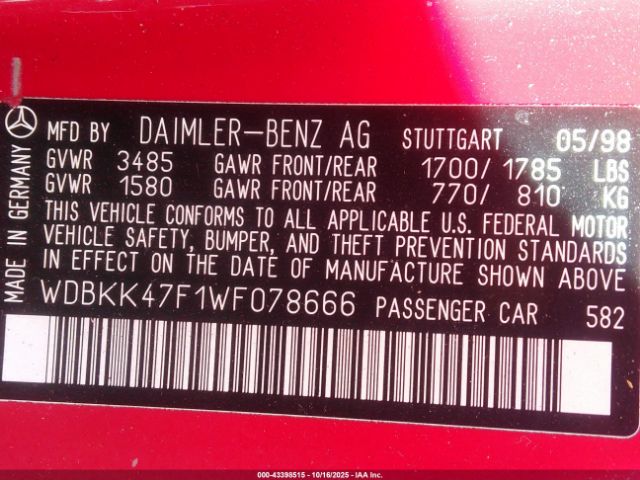 MADE IN GERMANY
MFD BY DAIMLER-BENZ AG STUTTGART 05/98
GVWR 3485 GAWR FRONT/REAR 1700/1785 LBS
GVWR 1580 GAWR FRONT/REAR 770/ 810 KG
THIS VEHICLE CONFORMS TO ALL APPLICABLE U.S. FEDERAL MOTOR
VEHICLE SAFETY, BUMPER, AND THEFT PREVENTION STANDARDS
IN EFFECT ON THE DATE OF MANUFACTURE SHOWN ABOVE
WDBKK47F1WF078666 PASSENGER CAR 582
000-43398515 - 10/16/2025 - IAAI.COM